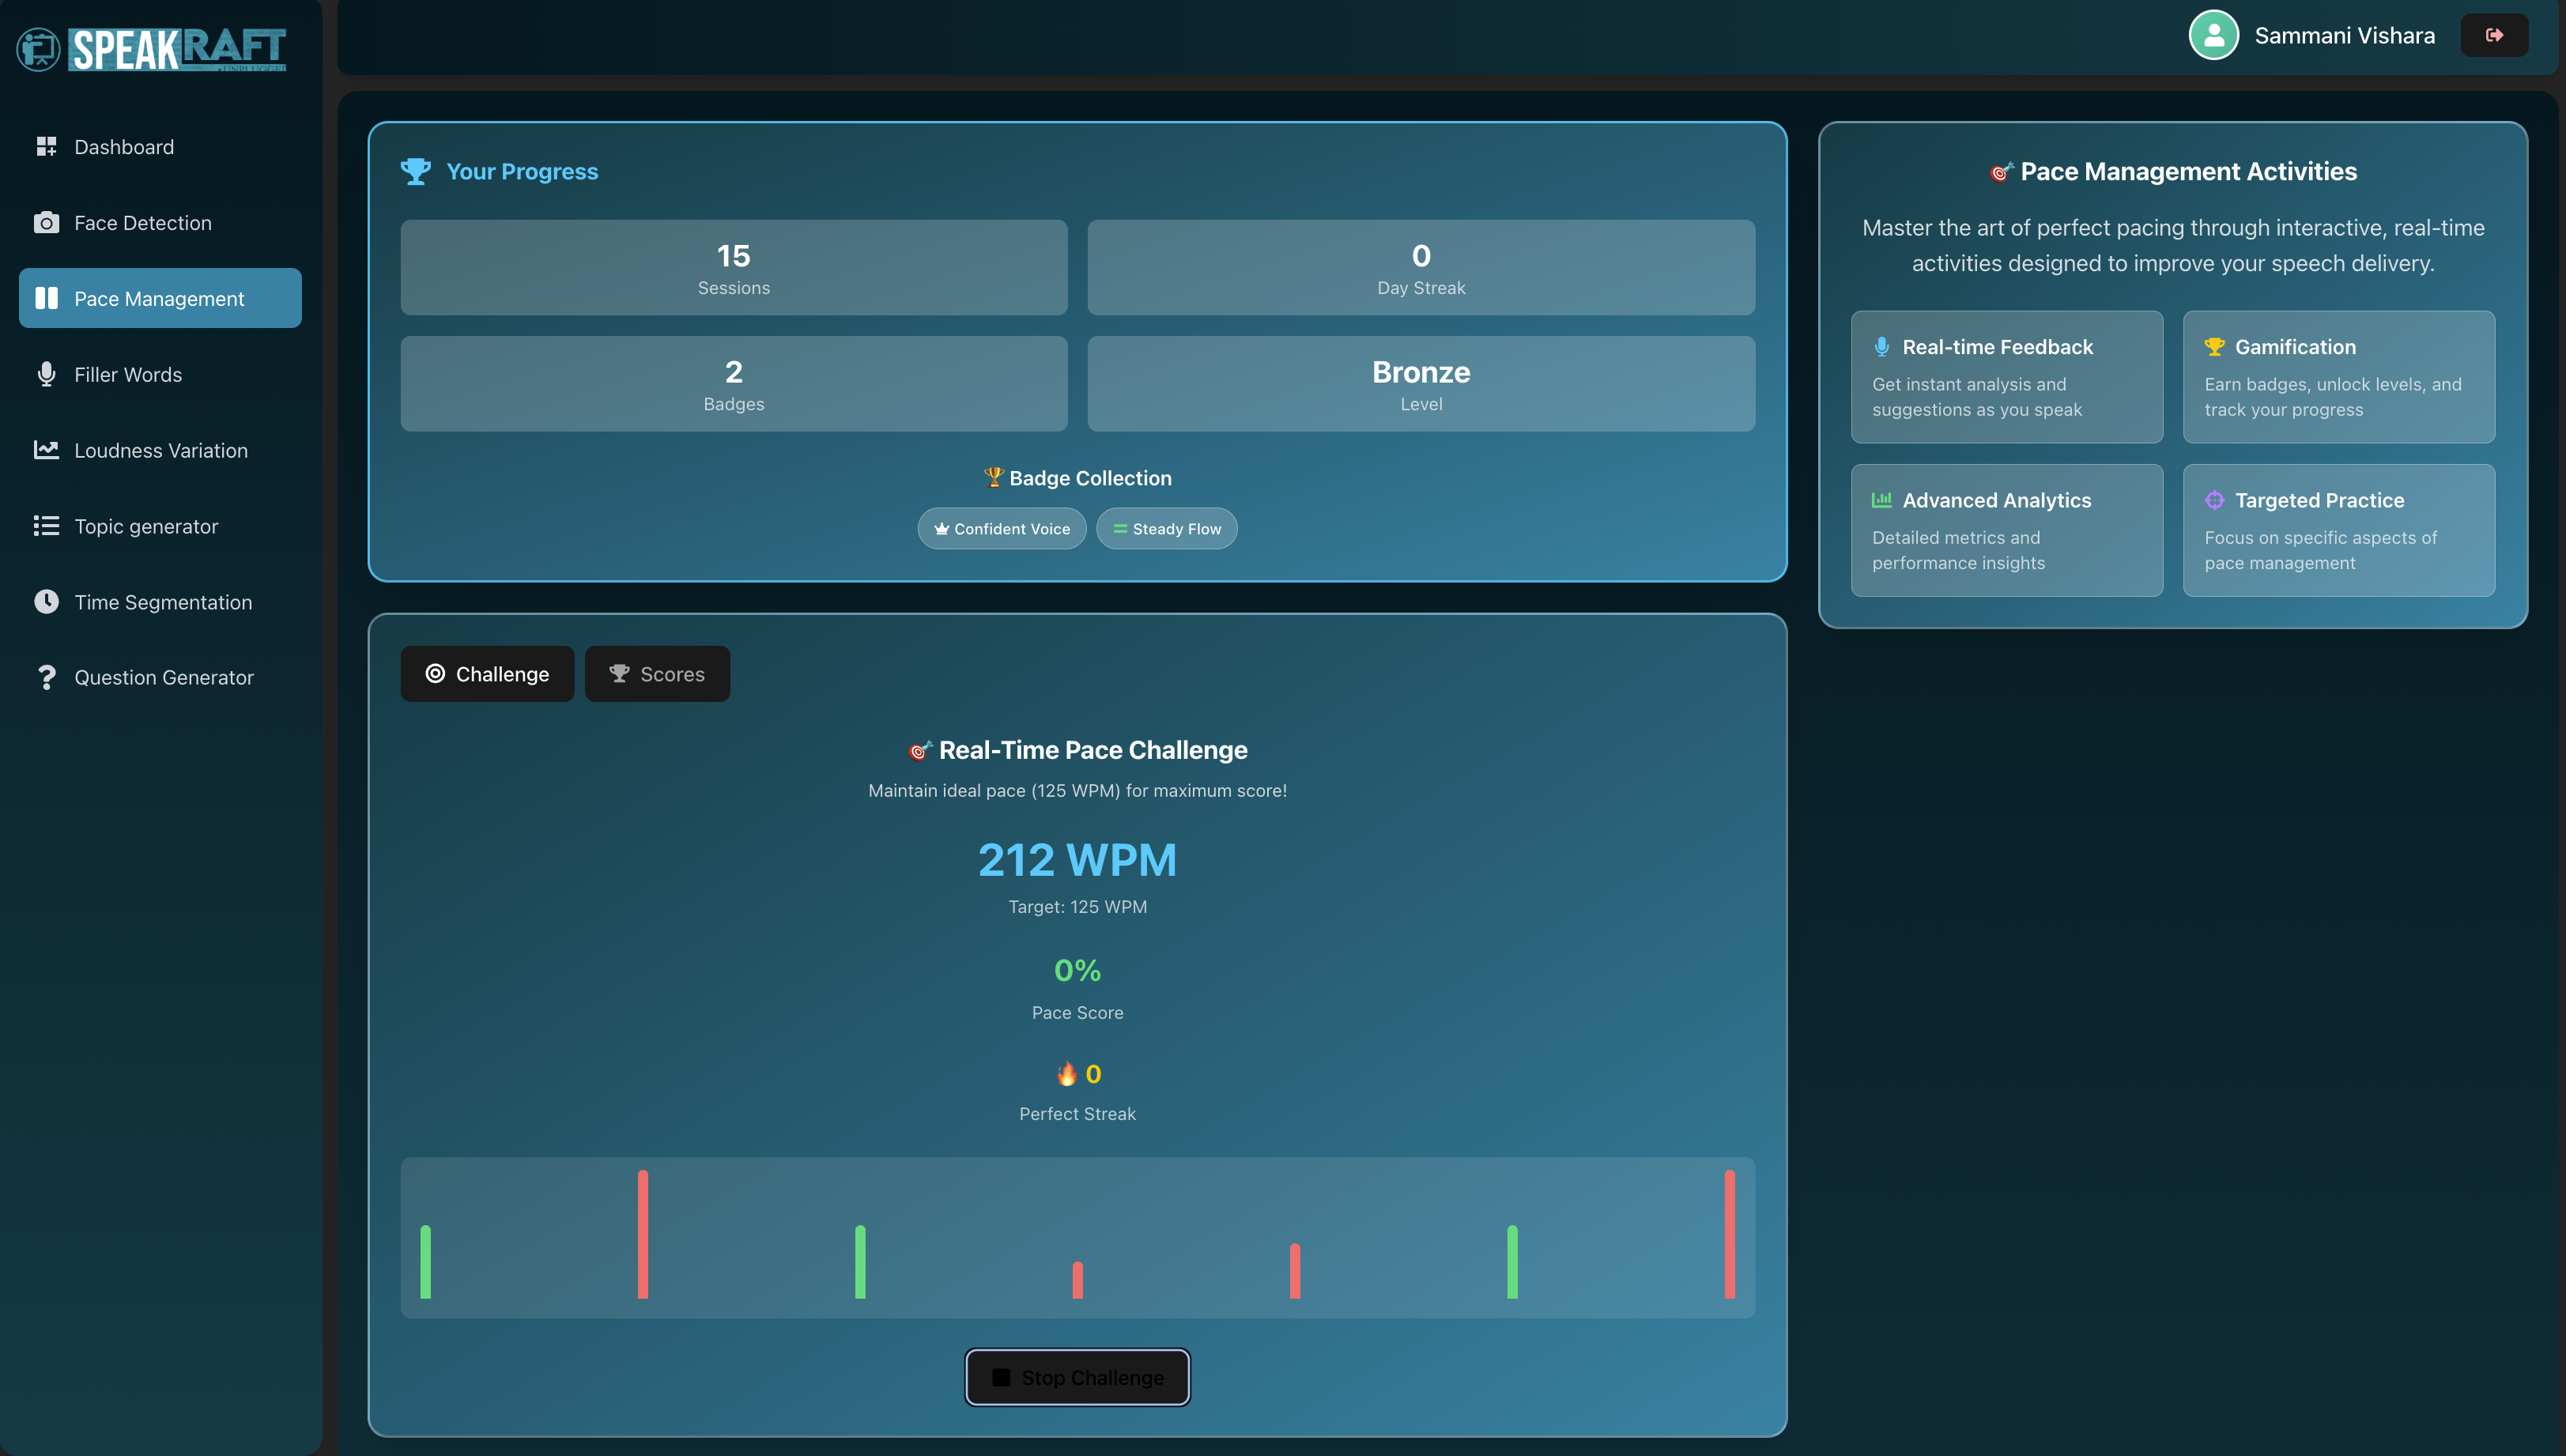 SPEAKRAFT
Dashboard
Face Detection
Pace Management
Filler Words
Loudness Variation
Topic generator
Time Segmentation
Question Generator
Sammani Vishara
Your Progress
15
Sessions
0
Day Streak
2
Badges
Bronze
Level
🏆 Badge Collection
Confident Voice
Steady Flow
Challenge
Scores
🎯 Real-Time Pace Challenge
Maintain ideal pace (125 WPM) for maximum score!
212 WPM
Target: 125 WPM
0%
Pace Score
🔥 0
Perfect Streak
Stop Challenge
🎯 Pace Management Activities
Master the art of perfect pacing through interactive, real-time
activities designed to improve your speech delivery.
Real-time Feedback
Get instant analysis and
suggestions as you speak
Gamification
Earn badges, unlock levels, and
track your progress
Advanced Analytics
Detailed metrics and
performance insights
Targeted Practice
Focus on specific aspects of
pace management